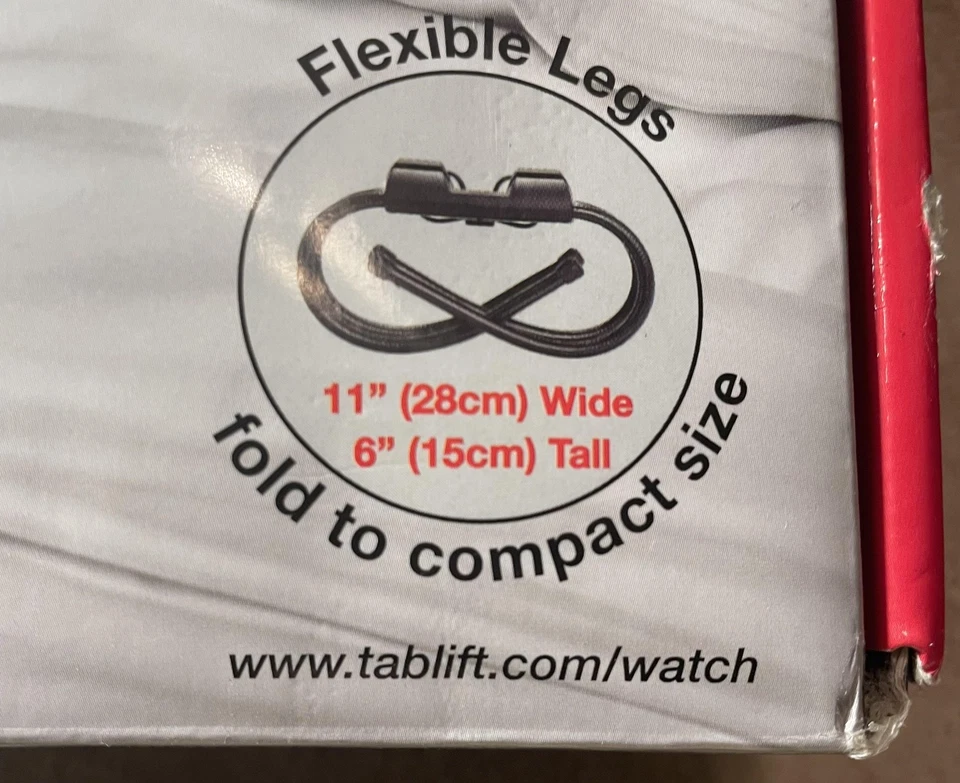 Flexible Legs
11” (28cm) Wide
6” (15cm) Tall
fold to compact size
www.tablift.com/watch